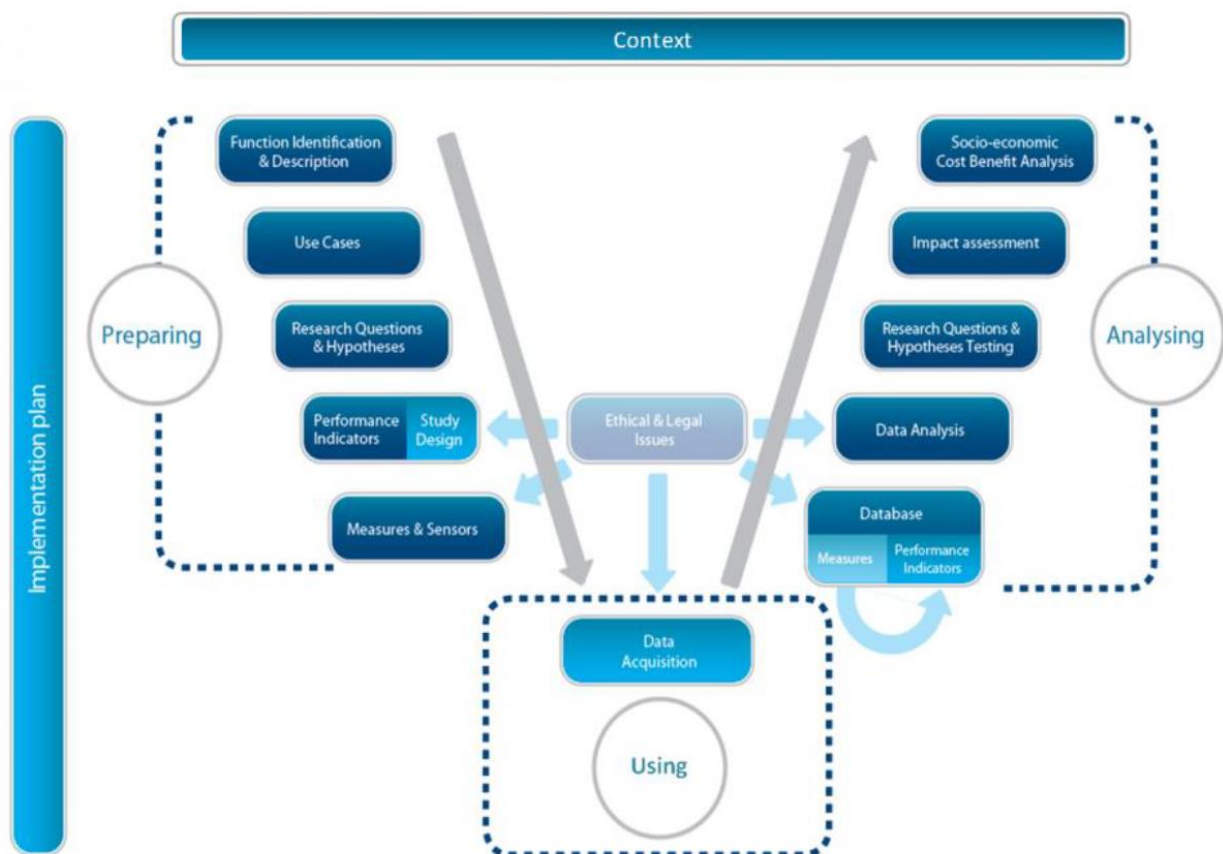 Context
Implementation plan
Preparing
Function Identification
& Description
Use Cases
Research Questions
& Hypotheses
Performance
Indicators
Study
Design
Measures & Sensors
Ethical & Legal
Issues
Data
Acquisition
Using
Socio-economic
Cost Benefit Analysis
Impact assessment
Research Questions &
Hypotheses Testing
Data Analysis
Database
Measures
Performance
Indicators
Analysing